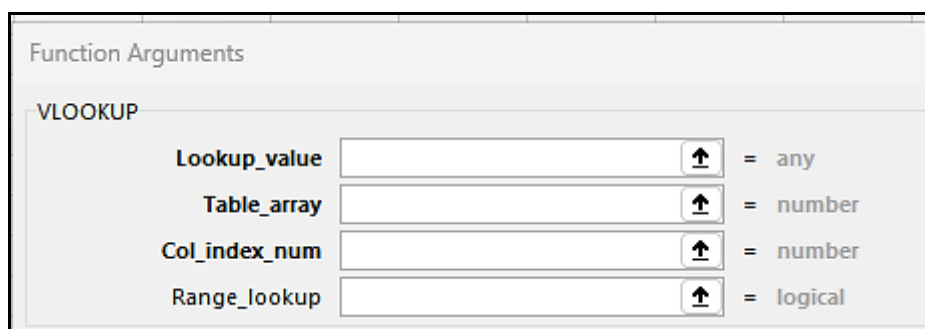 Function Arguments
VLOOKUP
Lookup_value = any
Table_array = number
Col_index_num = number
Range_lookup = logical